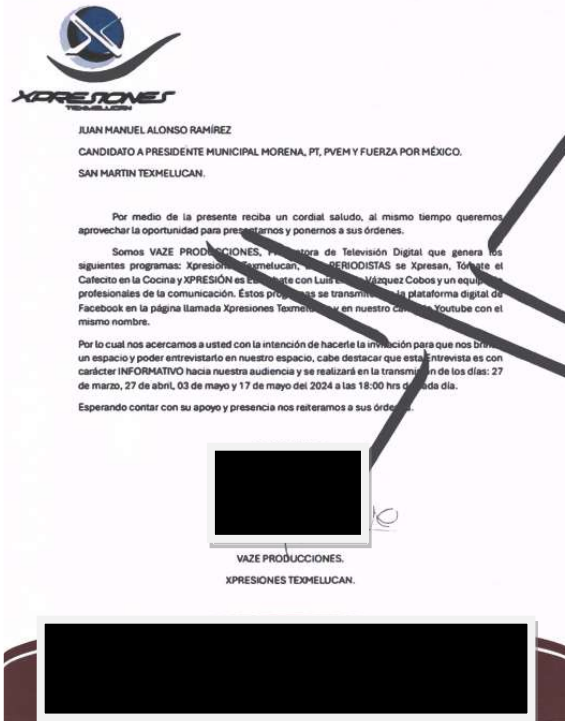 XPRESIONES
TEXMELUCAN
JUAN MANUEL ALONSO RAMÍREZ
CANDIDATO A PRESIDENTE MUNICIPAL MORENA, PT, PVEM Y FUERZA POR MÉXICO.
SAN MARTIN TEXMELUCAN.
Por medio de la presente reciba un cordial saludo, al mismo tiempo queremos
aprovechar la oportunidad para presentarnos y ponernos a sus órdenes.
Somos VAZE PRODUCCIONES, de Televisión Digital que genera los
siguientes programas: Xpresiones Texmelucan, PERIODISTAS se Xpresan, Tómate el
Cafecito en la Cocina y XPRESIÓN es con Luis Vázquez Cobos y un equipo
profesionales de la comunicación. Éstos programas se la plataforma digital de
Facebook en la página llamada Xpresiones Texmelucan y en nuestro Youtube con el
mismo nombre.
Por lo cual nos acercamos a usted con la intención de hacerle la invitación para que nos
un espacio y poder entrevistarlo en nuestro espacio, cabe destacar que esta Entrevista es con
carácter INFORMATIVO hacia nuestra audiencia y se realizará en la transmisión de los días: 27
de marzo, 27 de abril, 03 de mayo y 17 de mayo del 2024 a las 18:00 hrs día.
Esperando contar con su apoyo y presencia nos reiteramos a sus órdenes.
VAZE PRODUCCIONES.
XPRESIONES TEXMELUCAN.